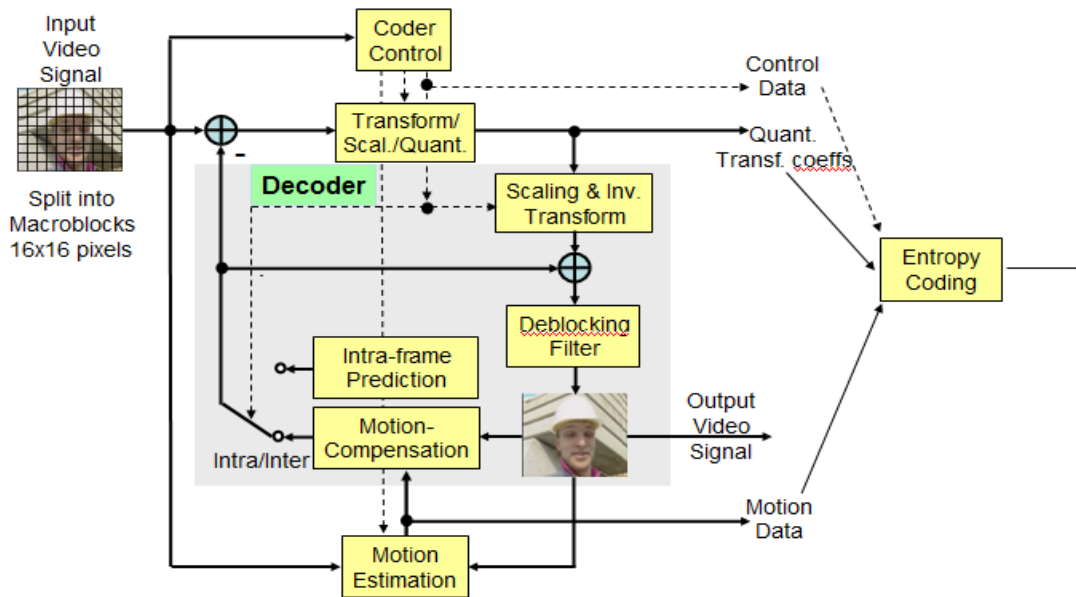 Input
Video
Signal
Split into
Macroblocks
16x16 pixels
Coder
Control
Transform/
Scal./Quant.
-
Decoder
Scaling & Inv.
Transform
Deblocking
Filter
Intra-frame
Prediction
Motion-
Compensation
Intra/Inter
Motion
Estimation
Control
Data
Quant.
Transf. coeffs
Entropy
Coding
Output
Video
Signal
Motion
Data